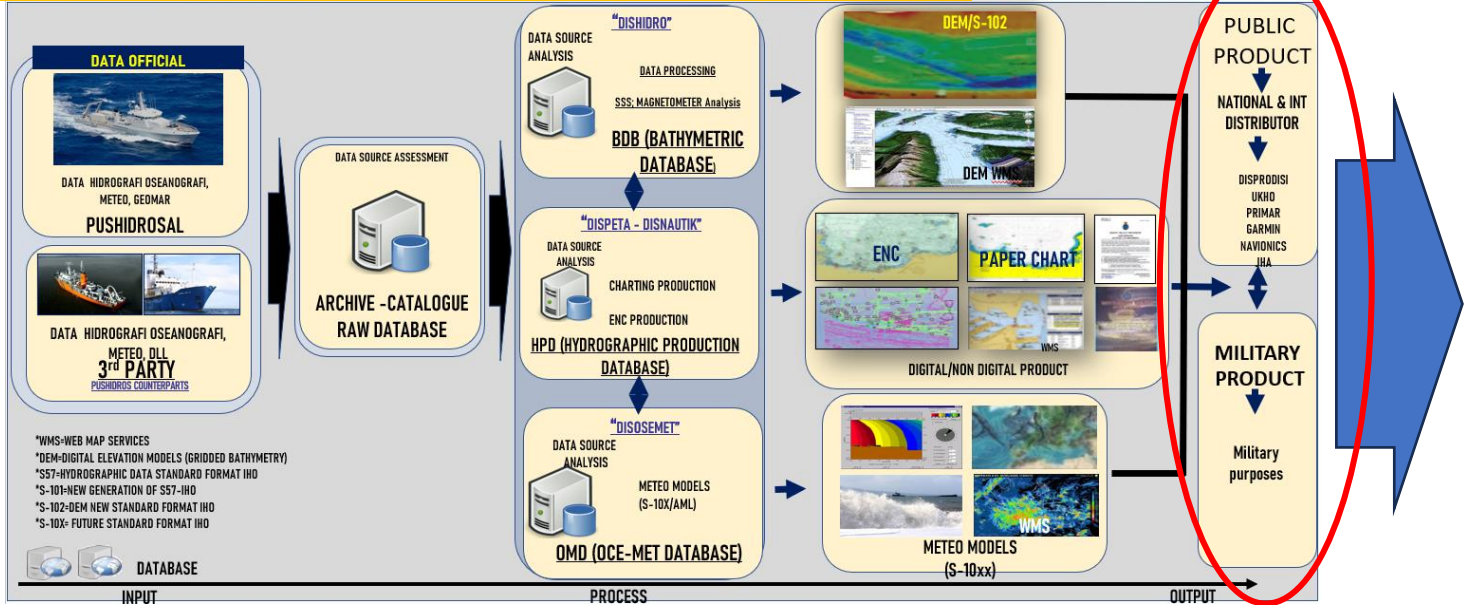 DATA OFFICIAL
DATA HIDROGRAFI OSEANOGRAFI,
METEO, GEOMAR
PUSHIDROSAL
DATA HIDROGRAFI OSEANOGRAFI,
METEO, DLL
3rd PARTY
PUSHIDROS COUNTERPARTS
*WMS=WEB MAP SERVICES
*DEM=DIGITAL ELEVATION MODELS (GRIDDED BATHYMETRY)
*S57=HYDROGRAPHIC DATA STANDARD FORMAT IHO
*S-101=NEW GENERATION OF S57-IHO
*S-102=DEM NEW STANDARD FORMAT IHO
*S-10X= FUTURE STANDARD FORMAT IHO
DATABASE
INPUT
DATA SOURCE ASSESSMENT
ARCHIVE -CATALOGUE
RAW DATABASE
"DISHIDRO"
DATA SOURCE
ANALYSIS
DATA PROCESSING
SSS; MAGNETOMETER Analysis
BDB (BATHYMETRIC
DATABASE)
"DISPETA - DISNAUTIK"
DATA SOURCE
ANALYSIS
CHARTING PRODUCTION
ENC PRODUCTION
HPD (HYDROGRAPHIC PRODUCTION
DATABASE)
"DISOSEMET"
DATA SOURCE
ANALYSIS
METEO MODELS
(S-10X/AML)
OMD (OCE-MET DATABASE)
PROCESS
DEM/S-102
DEM WMS
ENC
PAPER CHART
WMS
DIGITAL/NON DIGITAL PRODUCT
WMS
METEO MODELS
(S-10xx)
PUBLIC
PRODUCT
NATIONAL & INT
DISTRIBUTOR
DISPRODISI
UKHO
PRIMAR
GARMIN
NAVIONICS
JHA
MILITARY
PRODUCT
Military
purposes
OUTPUT